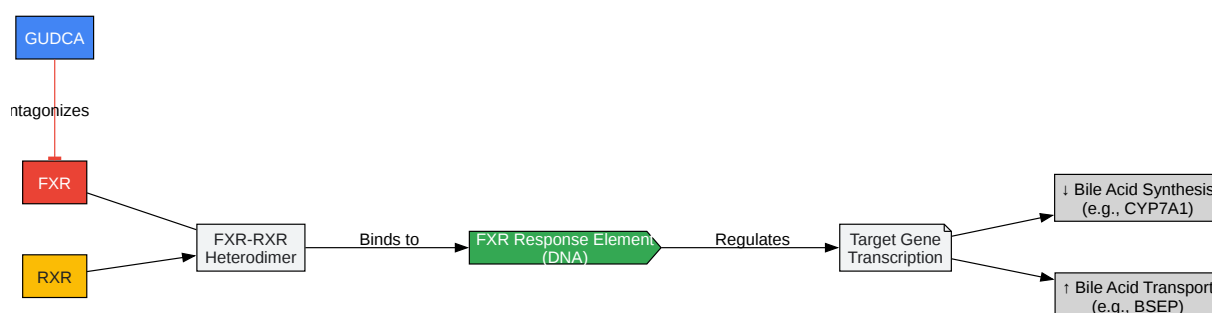 GUDCA
ntagonizes
FXR
RXR
FXR-RXR
Heterodimer
Binds to
FXR Response Element
(DNA)
Regulates
Target Gene
Transcription
↓ Bile Acid Synthesis
(e.g., CYP7A1)
↑ Bile Acid Transport
(e.g., BSEP)